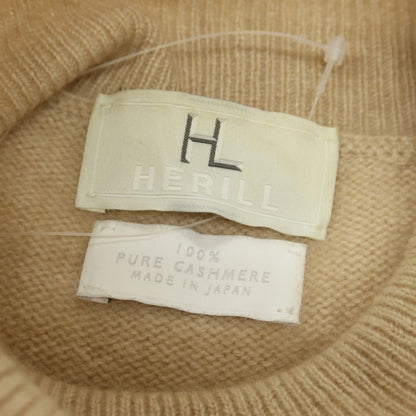 HL
HERILL
100%
PURE CASHMERE
MADE IN JAPAN